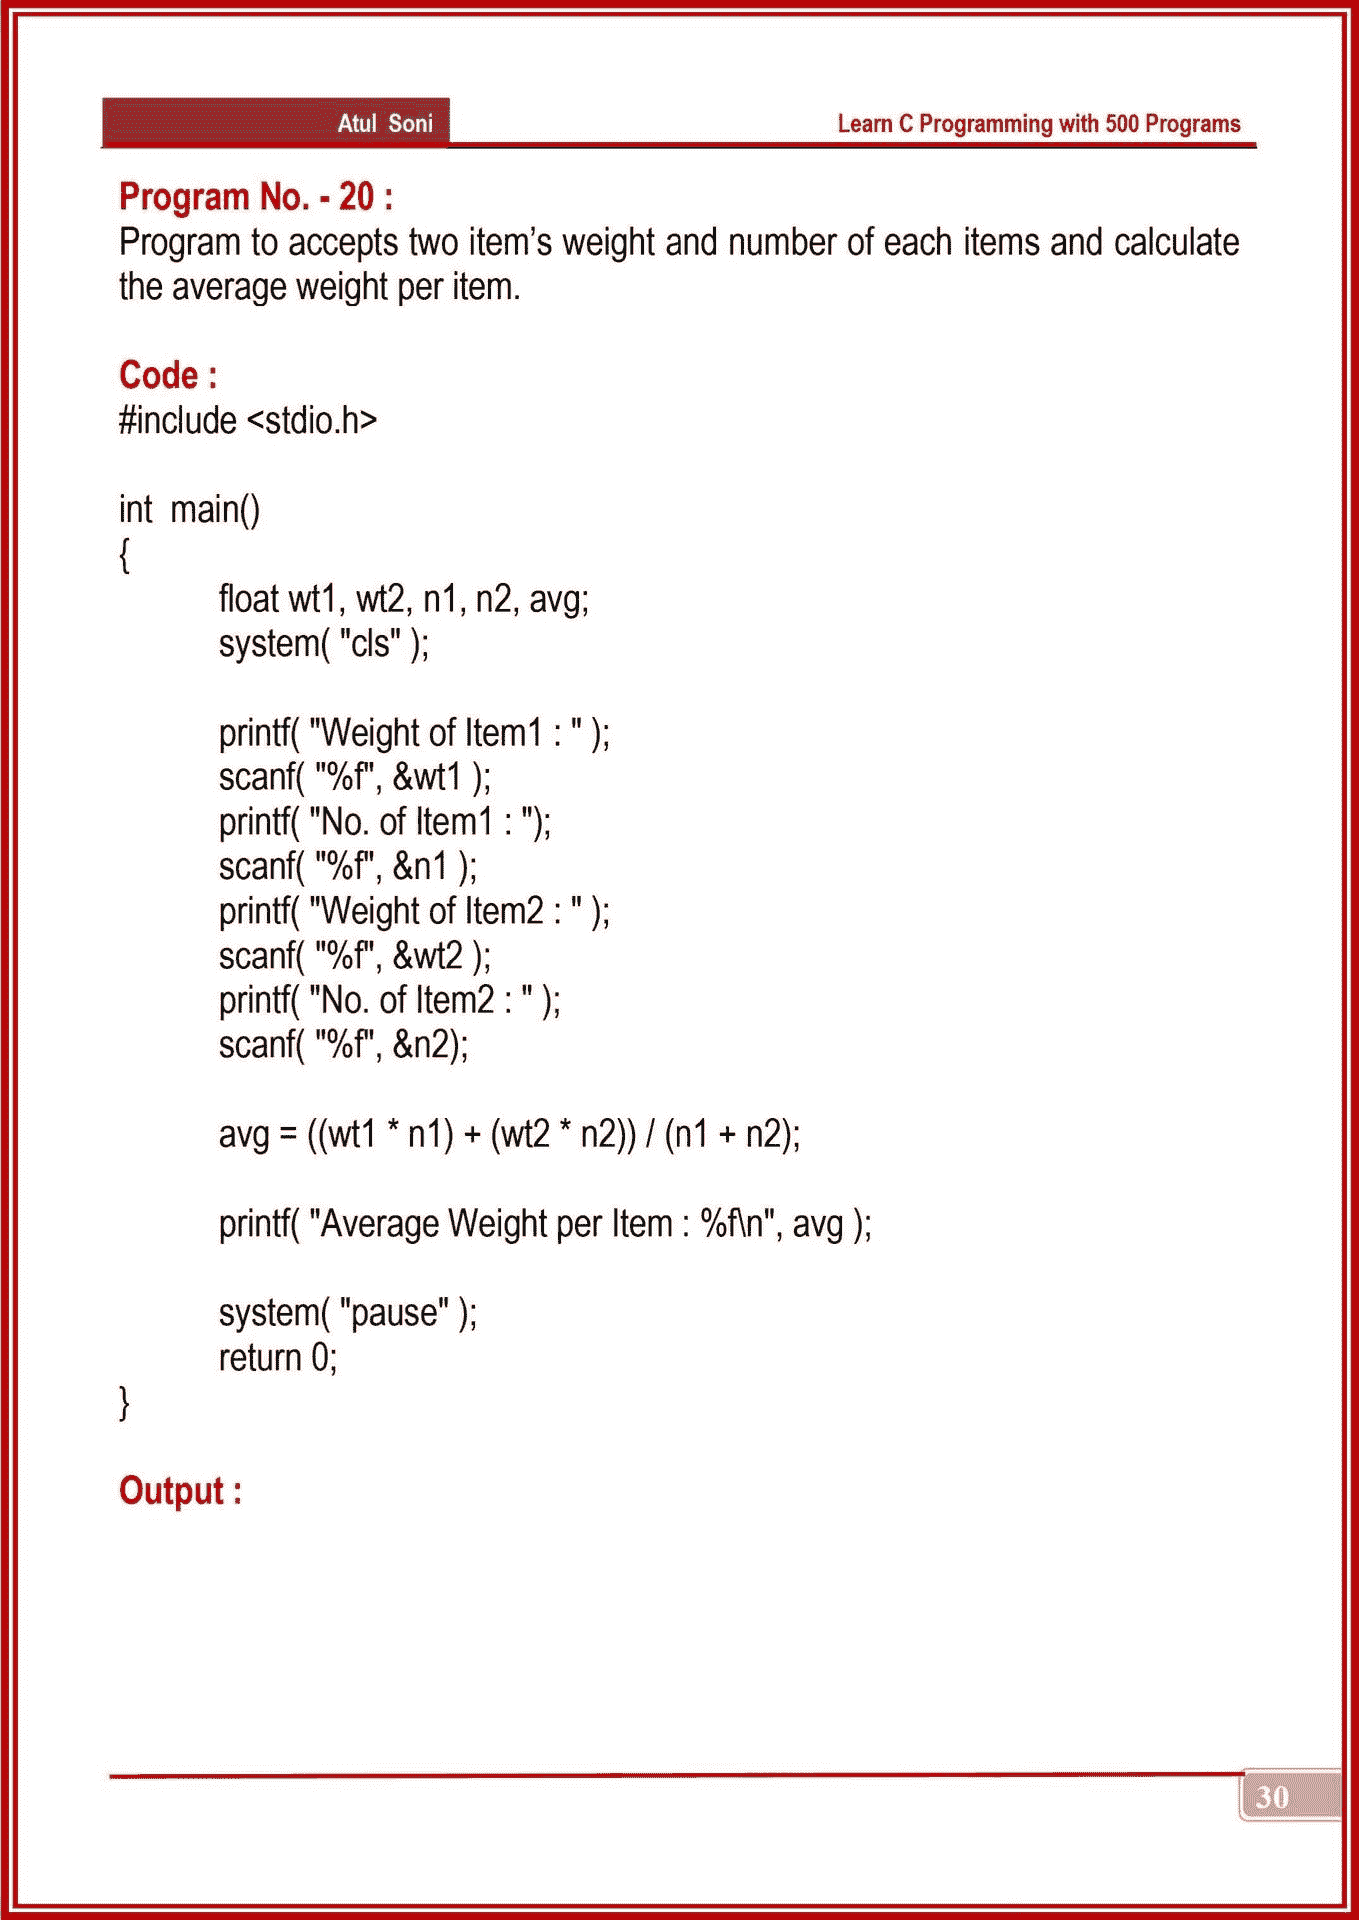 Atul  Soni
Learn C Programming with 500 Programs
Program No. - 20 :
Program to accepts two item’s weight and number of each items and calculate
the average weight per item.
Code :
#include <stdio.h>
int  main()
{
float wt1, wt2, n1, n2, avg;
system( "cls" );
printf( "Weight of Item1 : " );
scanf( "%f", &wt1 );
printf( "No. of Item1 : ");
scanf( "%f", &n1 );
printf( "Weight of Item2 : " );
scanf( "%f", &wt2 );
printf( "No. of Item2 : " );
scanf( "%f", &n2);
avg = ((wt1 * n1) + (wt2 * n2)) / (n1 + n2);
printf( "Average Weight per Item : %f\n", avg );
system( "pause" );
return 0;
}
Output :
30